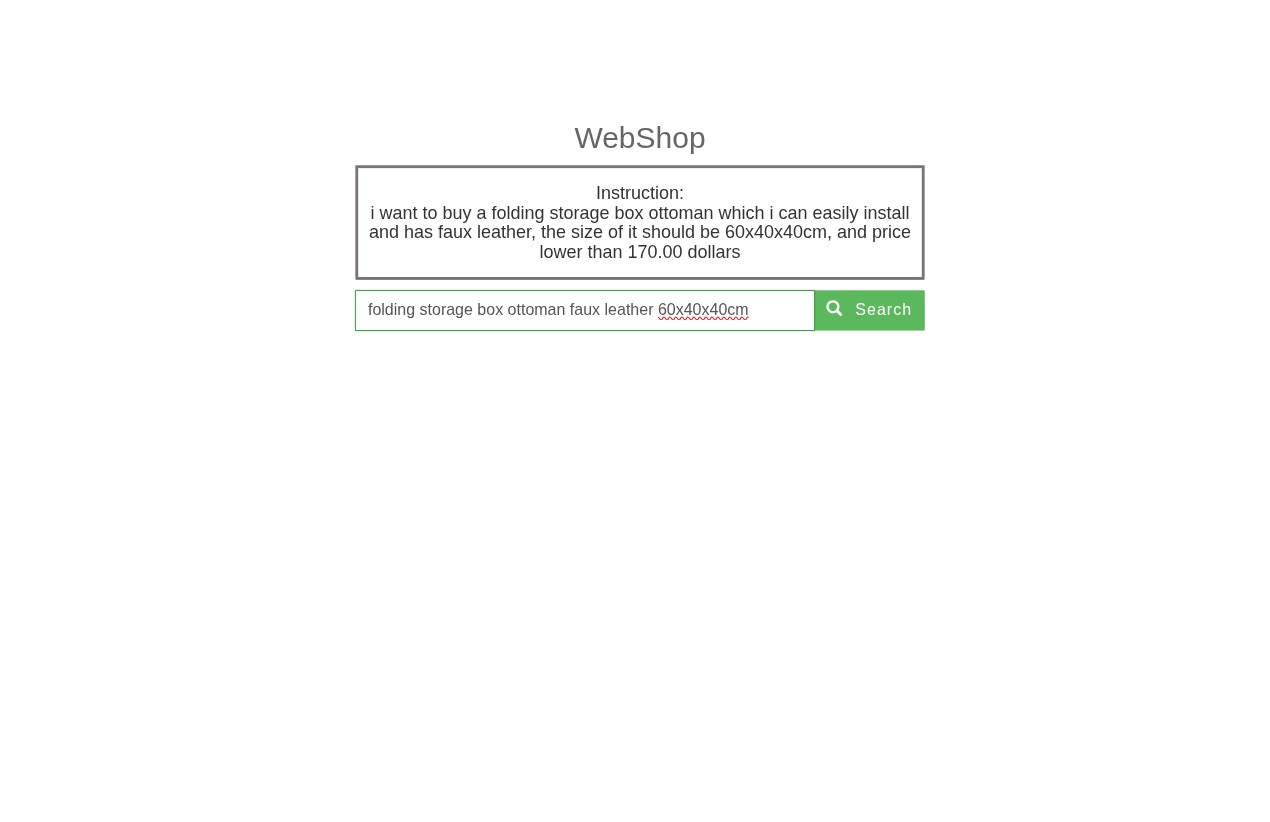 WebShop
Instruction:
i want to buy a folding storage box ottoman which i can easily install
and has faux leather, the size of it should be 60x40x40cm, and price
lower than 170.00 dollars
folding storage box ottoman faux leather 60x40x40cm
Search